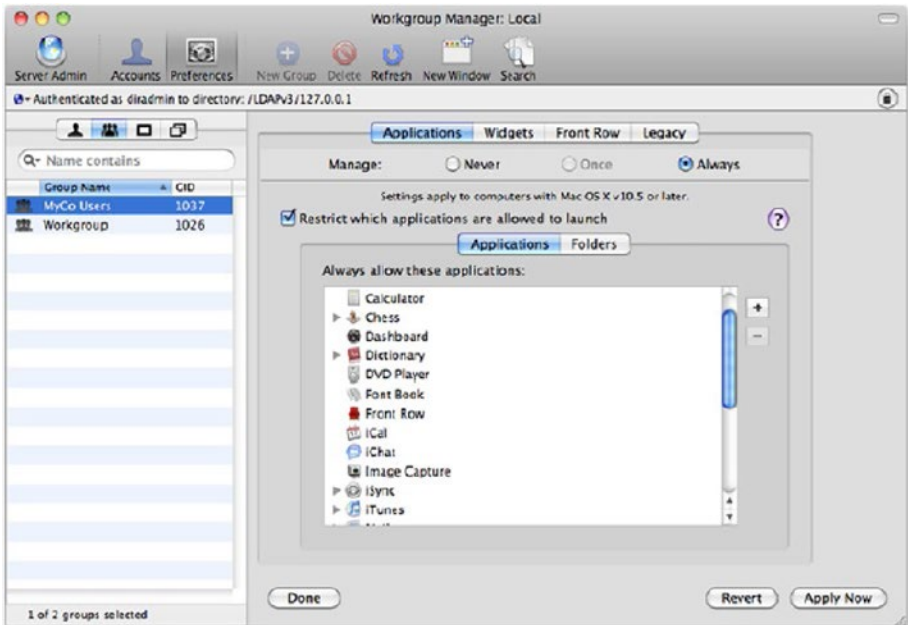 Workgroup Manager: Local
Server Admin Accounts Preferences New Group Delete Refresh New Window Search
Authenticated as diradmin to directory: /LDAPv3/127.0.0.1
Name contains
Group Name GID
MyCo Users 1037
Workgroup 1026
1 of 2 groups selected
Applications Widgets Front Row Legacy
Manage: Never Once Always
Settings apply to computers with Mac OS X v10.5 or later.
Restrict which applications are allowed to launch
?
Applications Folders
Always allow these applications:
Calculator
Chess
Dashboard
Dictionary
DVD Player
Font Book
Front Row
iCal
iChat
Image Capture
iSync
iTunes
+
−
Done Revert Apply Now